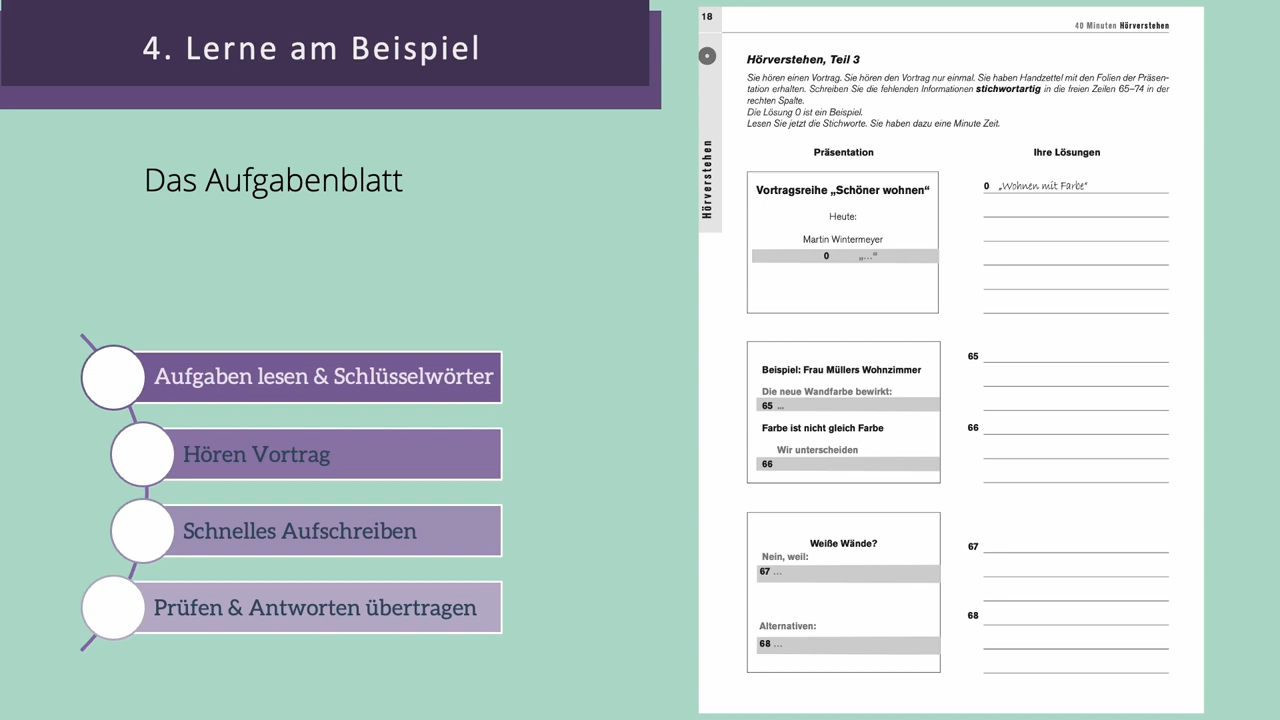 4. Lerne am Beispiel
Das Aufgabenblatt
Aufgaben lesen & Schlüsselwörter
Hören Vortrag
Schnelles Aufschreiben
Prüfen & Antworten übertragen
18
40 Minuten Hörverstehen
Hörverstehen
Hörverstehen, Teil 3
Sie hören einen Vortrag. Sie hören den Vortrag nur einmal. Sie haben Handzettel mit den Folien der Präsen-
tation erhalten. Schreiben Sie die fehlenden Informationen stichwortartig in die freien Zeilen 65–74 in der
rechten Spalte.
Die Lösung 0 ist ein Beispiel.
Lesen Sie jetzt die Stichworte. Sie haben dazu eine Minute Zeit.
Präsentation
Ihre Lösungen
Vortragsreihe „Schöner wohnen“
Heute:
Martin Wintermeyer
0 „...“
0 „Wohnen mit Farbe“
Beispiel: Frau Müllers Wohnzimmer
Die neue Wandfarbe bewirkt:
65 ...
Farbe ist nicht gleich Farbe
Wir unterscheiden
66
65
66
Weiße Wände?
Nein, weil:
67 ...
Alternativen:
68 ...
67
68